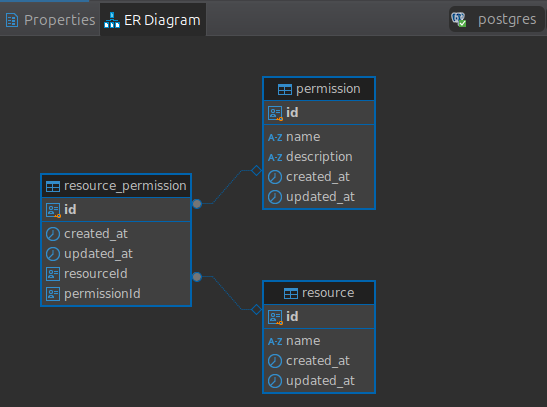 Properties
ER Diagram
postgres
permission
id
name
description
created_at
updated_at
resource_permission
id
created_at
updated_at
resourceId
permissionId
resource
id
name
created_at
updated_at